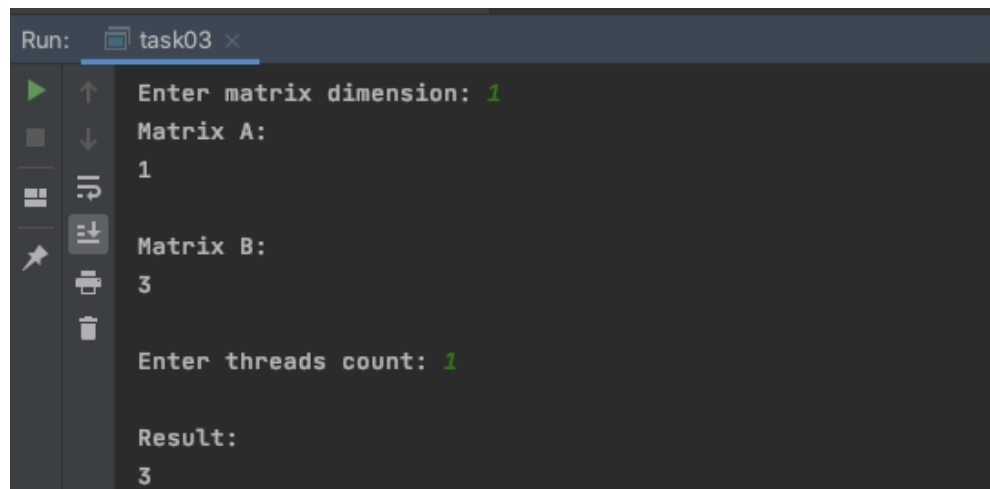 Run: task03
Enter matrix dimension: 1
Matrix A:
1
Matrix B:
3
Enter threads count: 1
Result:
3